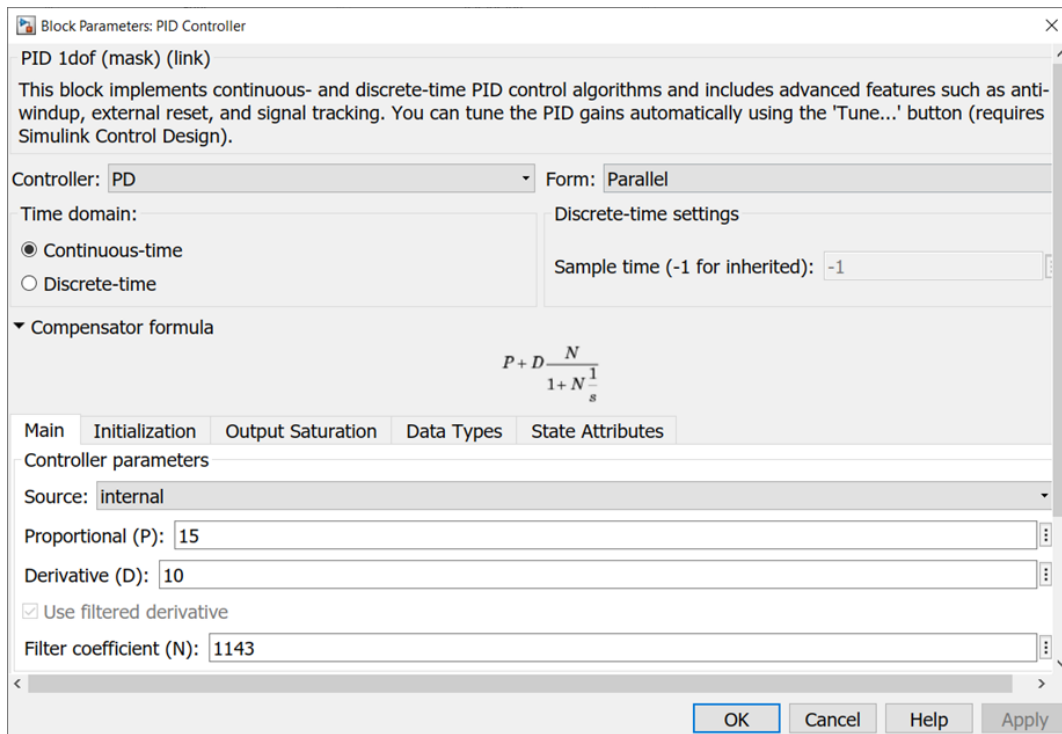 Block Parameters: PID Controller
PID 1dof (mask) (link)
This block implements continuous- and discrete-time PID control algorithms and includes advanced features such as anti-
windup, external reset, and signal tracking. You can tune the PID gains automatically using the 'Tune...' button (requires
Simulink Control Design).
Controller: PD Form: Parallel
Time domain: Discrete-time settings
Continuous-time
Sample time (-1 for inherited): -1
Discrete-time
Compensator formula
P + D N
1 + N 1
s
Main Initialization Output Saturation Data Types State Attributes
Controller parameters
Source: internal
Proportional (P): 15
Derivative (D): 10
Use filtered derivative
Filter coefficient (N): 1143
OK Cancel Help Apply